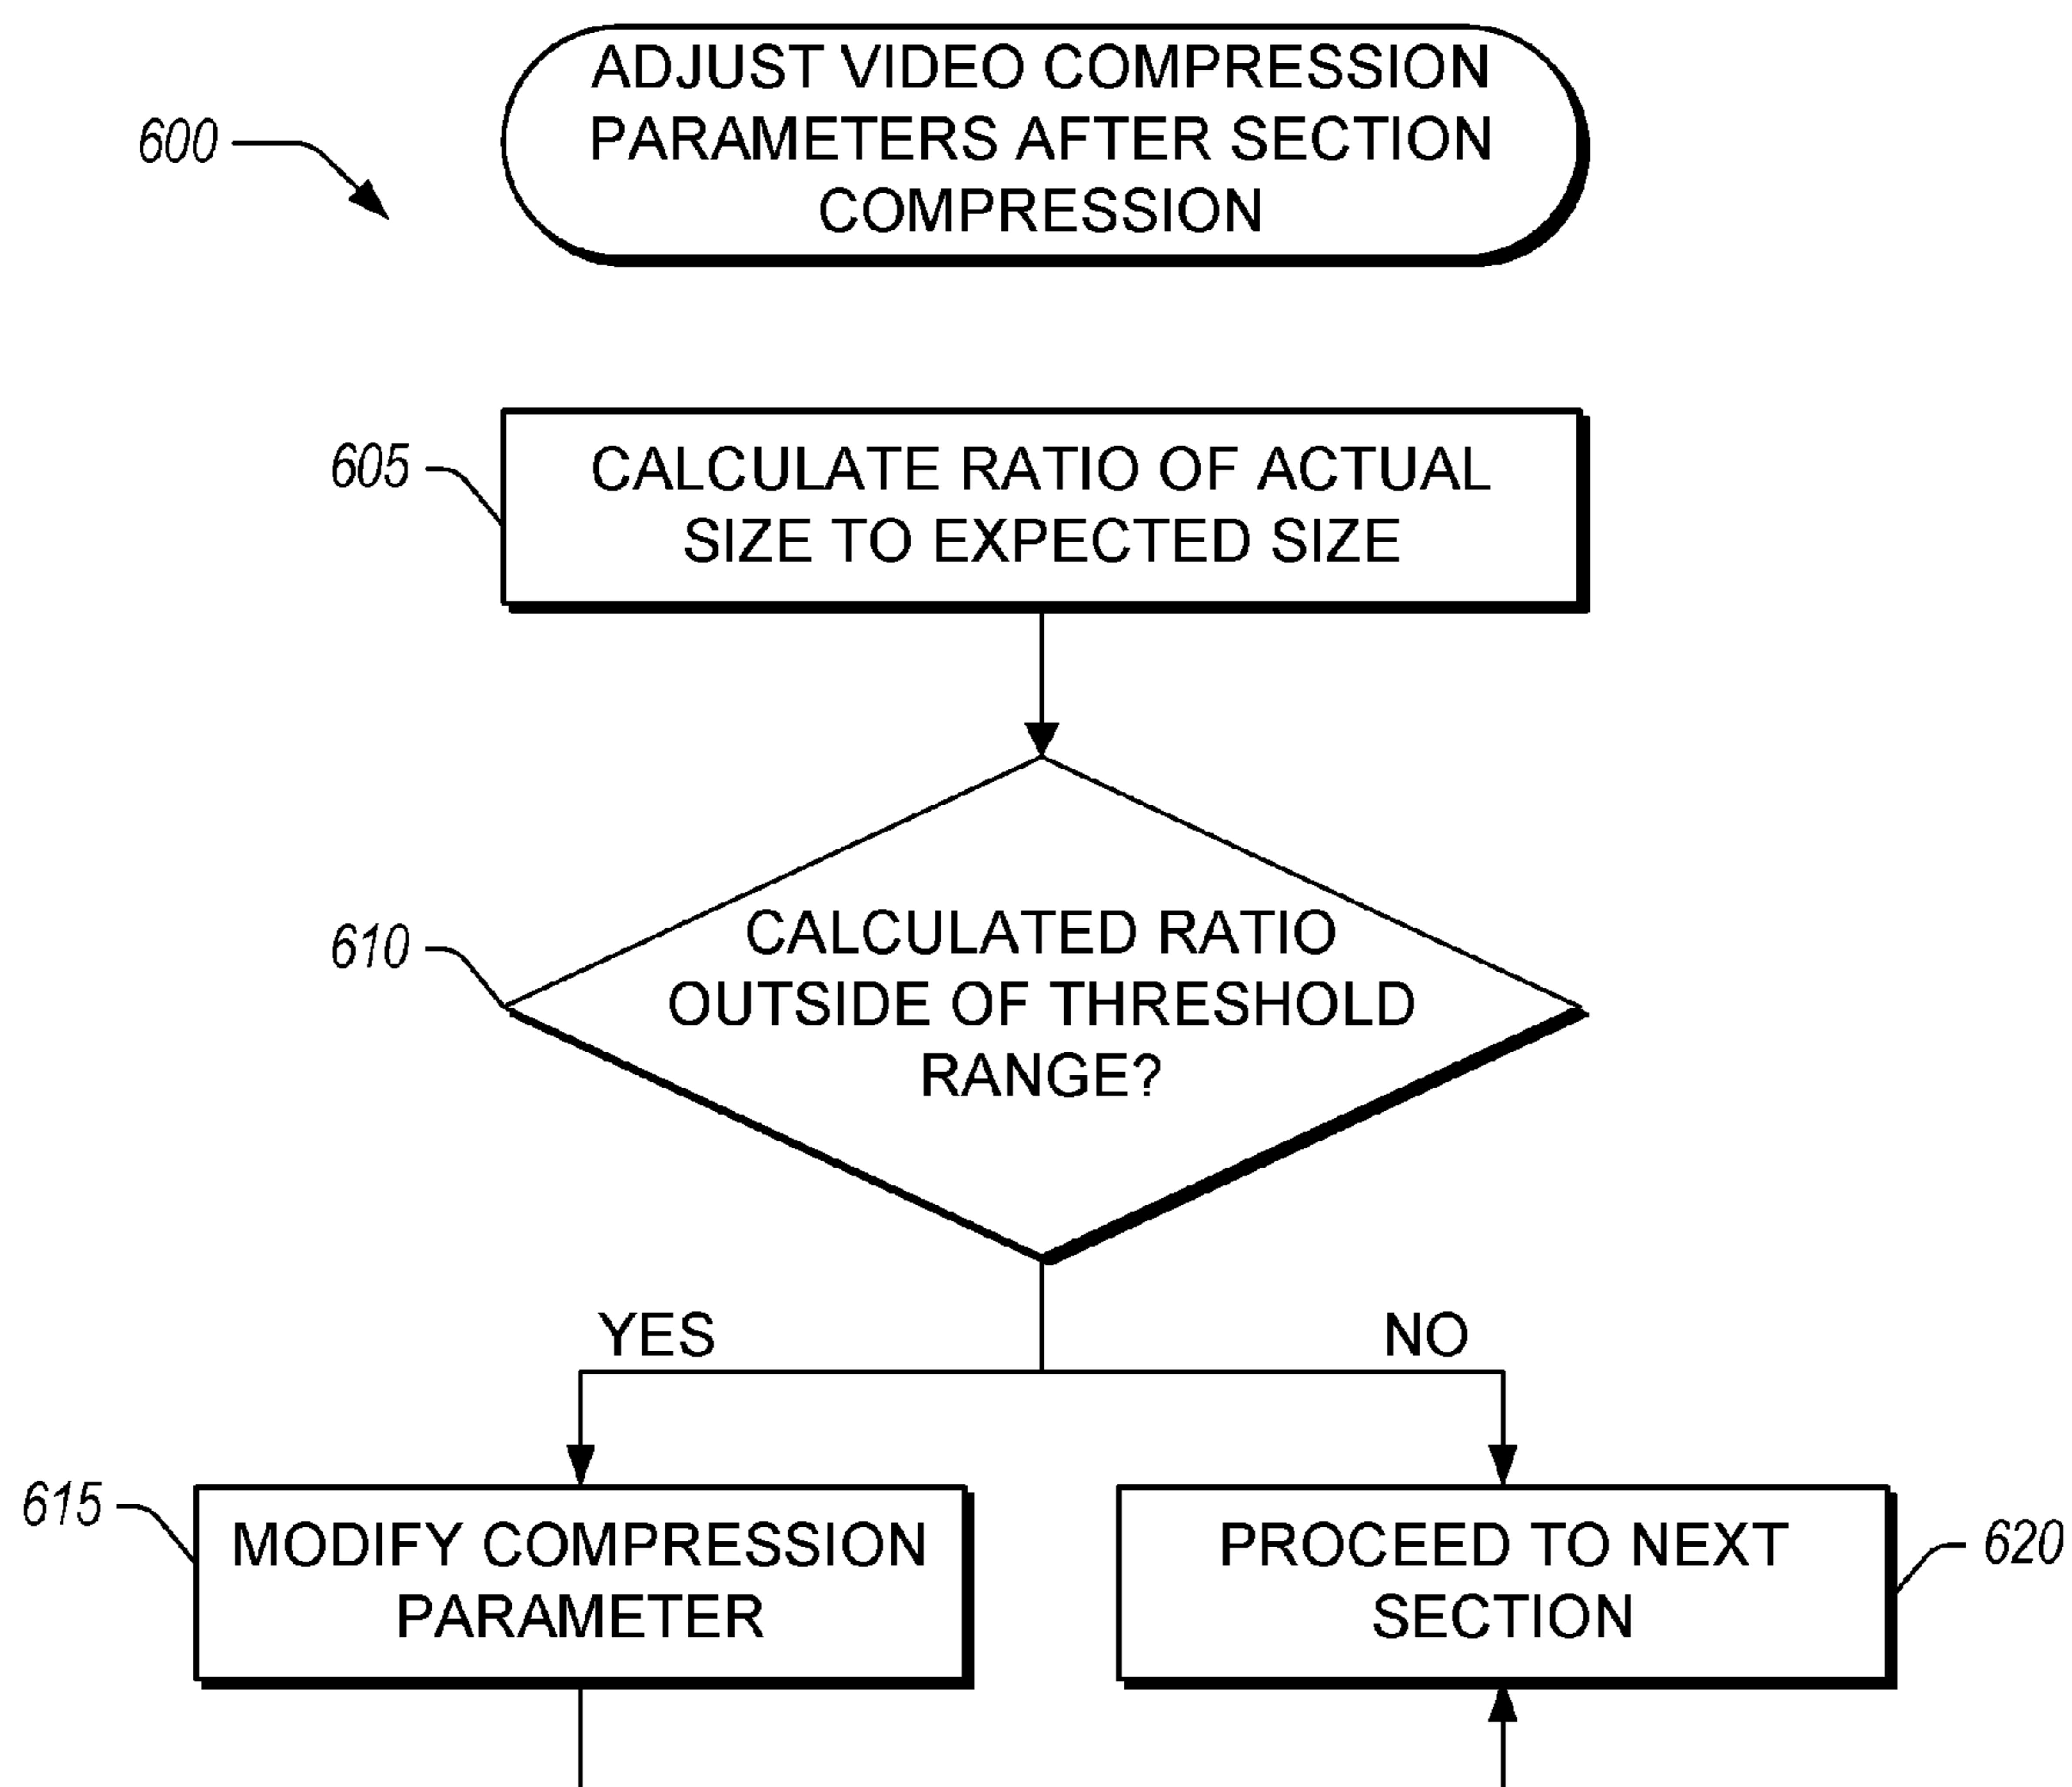 ADJUST VIDEO COMPRESSION
PARAMETERS AFTER SECTION
COMPRESSION
600
605
CALCULATE RATIO OF ACTUAL
SIZE TO EXPECTED SIZE
610
CALCULATED RATIO
OUTSIDE OF THRESHOLD
RANGE?
YES
NO
615
MODIFY COMPRESSION
PARAMETER
PROCEED TO NEXT
SECTION
620